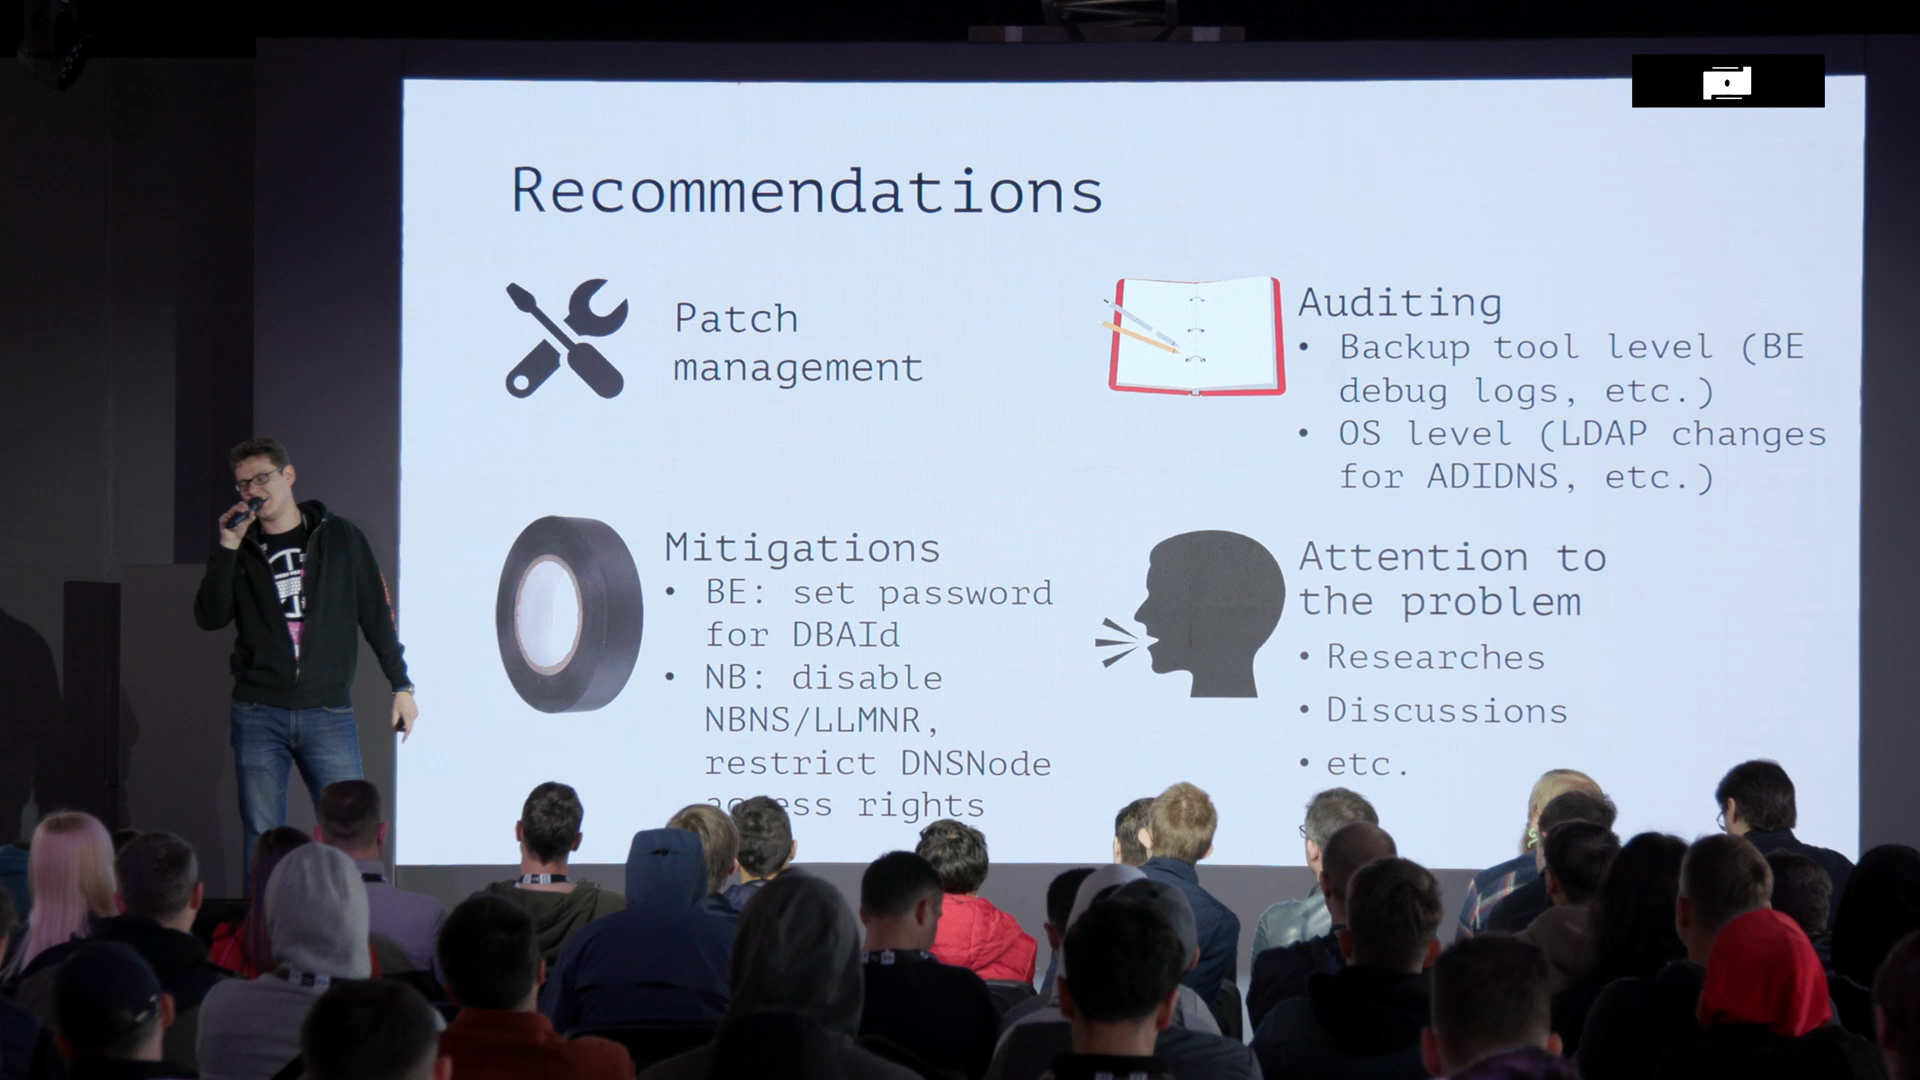 Recommendations
Patch
management
Auditing
• Backup tool level (BE
debug logs, etc.)
• OS level (LDAP changes
for ADIDNS, etc.)
Mitigations
• BE: set password
for DBAId
• NB: disable
NBNS/LLMNR,
restrict DNSNode
access rights
Attention to
the problem
• Researches
• Discussions
• etc.